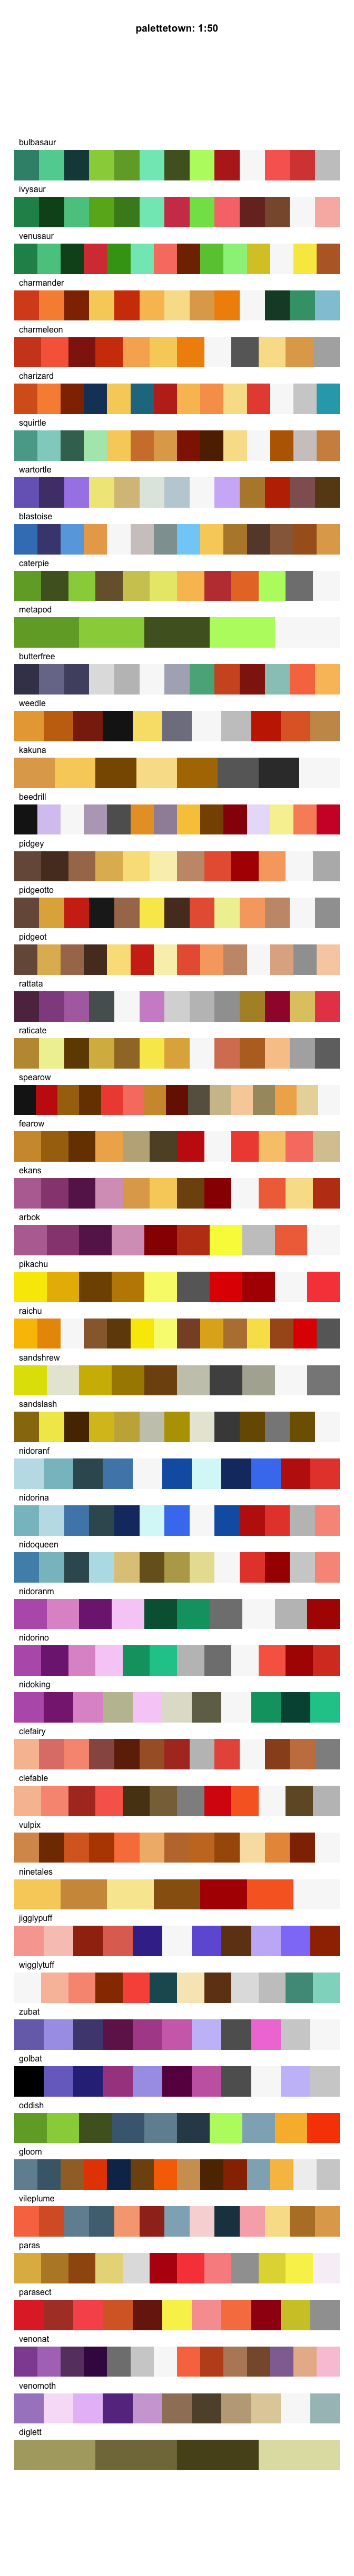 palettetown: 1:50
bulbasaur
ivysaur
venusaur
charmander
charmeleon
charizard
squirtle
wartortle
blastoise
caterpie
metapod
butterfree
weedle
kakuna
beedrill
pidgey
pidgeotto
pidgeot
rattata
raticate
spearow
fearow
ekans
arbok
pikachu
raichu
sandshrew
sandslash
nidoranf
nidorina
nidoqueen
nidoranm
nidorino
nidoking
clefairy
clefable
vulpix
ninetales
jigglypuff
wigglytuff
zubat
golbat
oddish
gloom
vileplume
paras
parasect
venonat
venomoth
diglett